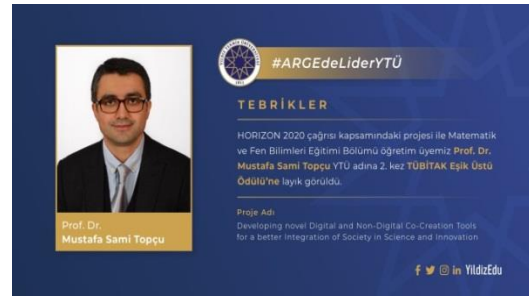 #ARGEdeLiderYTÜ
TEBRİKLER
HORIZON 2020 çağrısı kapsamındaki projesi ile Matematik
ve Fen Bilimleri Eğitimi Bölümü öğretim üyemiz Prof. Dr.
Mustafa Sami Topçu YTÜ adına 2. kez TÜBİTAK Eşik Üstü
Ödülü'ne layık görüldü.
Proje Adı:
Developing novel Digital and Non-Digital Co-Creation Tools
for a better Integration of Society in Science and Innovation
Prof. Dr.
Mustafa Sami Topçu
YildizEdu